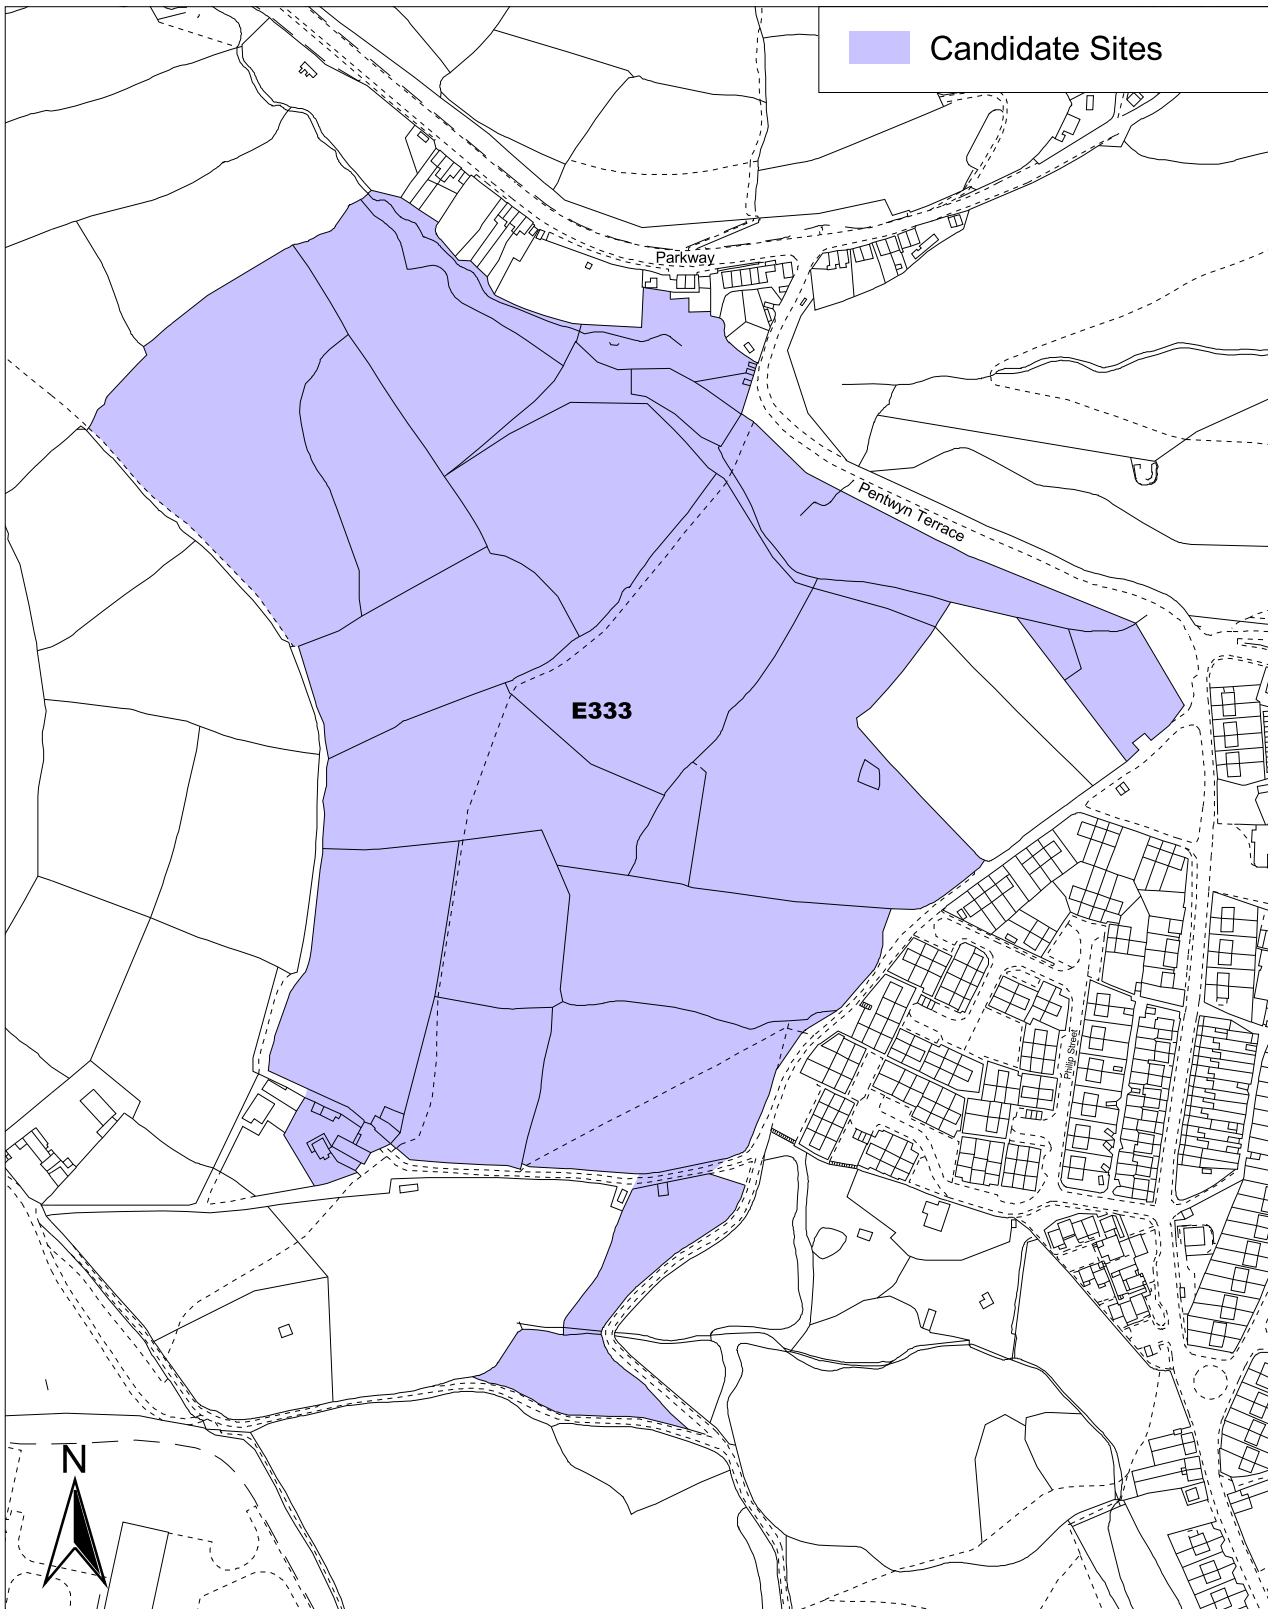 Candidate Sites
Parkway
Pentwyn Terrace
E333
Philip Street
N